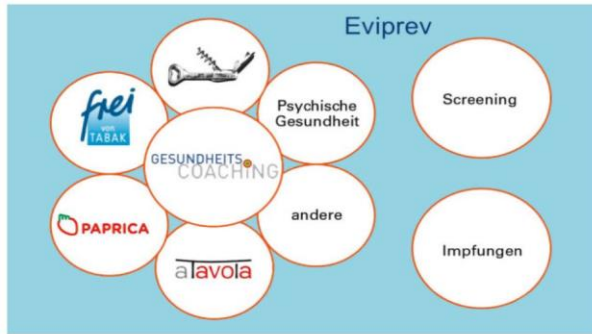 Eviprev
frei
von
TABAK
Psychische
Gesundheit
Screening
GESUNDHEITS
COACHING
PAPRICA
andere
aTavola
Impfungen